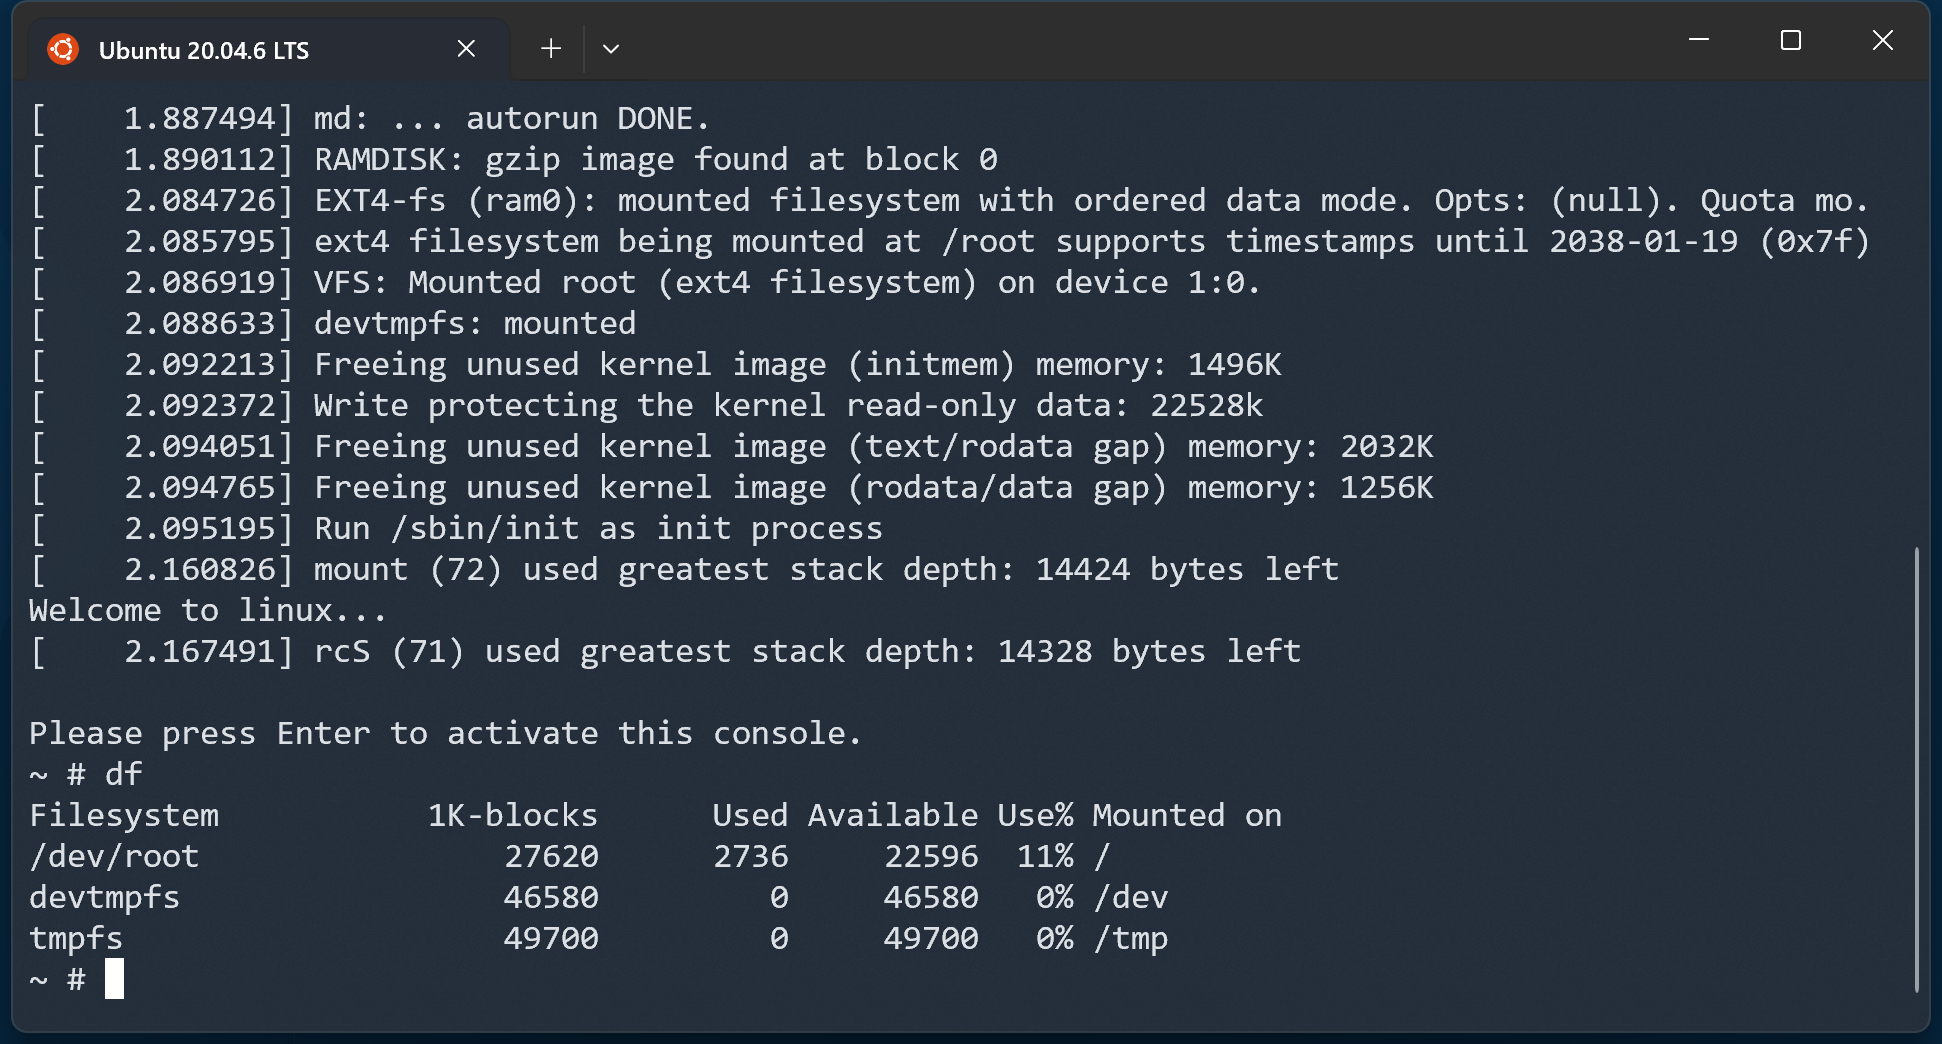 Ubuntu 20.04.6 LTS
[    1.887494] md: ... autorun DONE.
[    1.890112] RAMDISK: gzip image found at block 0
[    2.084726] EXT4-fs (ram0): mounted filesystem with ordered data mode. Opts: (null). Quota mo.
[    2.085795] ext4 filesystem being mounted at /root supports timestamps until 2038-01-19 (0x7f)
[    2.086919] VFS: Mounted root (ext4 filesystem) on device 1:0.
[    2.088633] devtmpfs: mounted
[    2.092213] Freeing unused kernel image (initmem) memory: 1496K
[    2.092372] Write protecting the kernel read-only data: 22528k
[    2.094051] Freeing unused kernel image (text/rodata gap) memory: 2032K
[    2.094765] Freeing unused kernel image (rodata/data gap) memory: 1256K
[    2.095195] Run /sbin/init as init process
[    2.160826] mount (72) used greatest stack depth: 14424 bytes left
Welcome to linux...
[    2.167491] rcS (71) used greatest stack depth: 14328 bytes left
Please press Enter to activate this console.
~ # df
Filesystem           1K-blocks      Used Available Use% Mounted on
/dev/root                27620      2736     22596  11% /
devtmpfs                 46580         0     46580   0% /dev
tmpfs                    49700         0     49700   0% /tmp
~ #